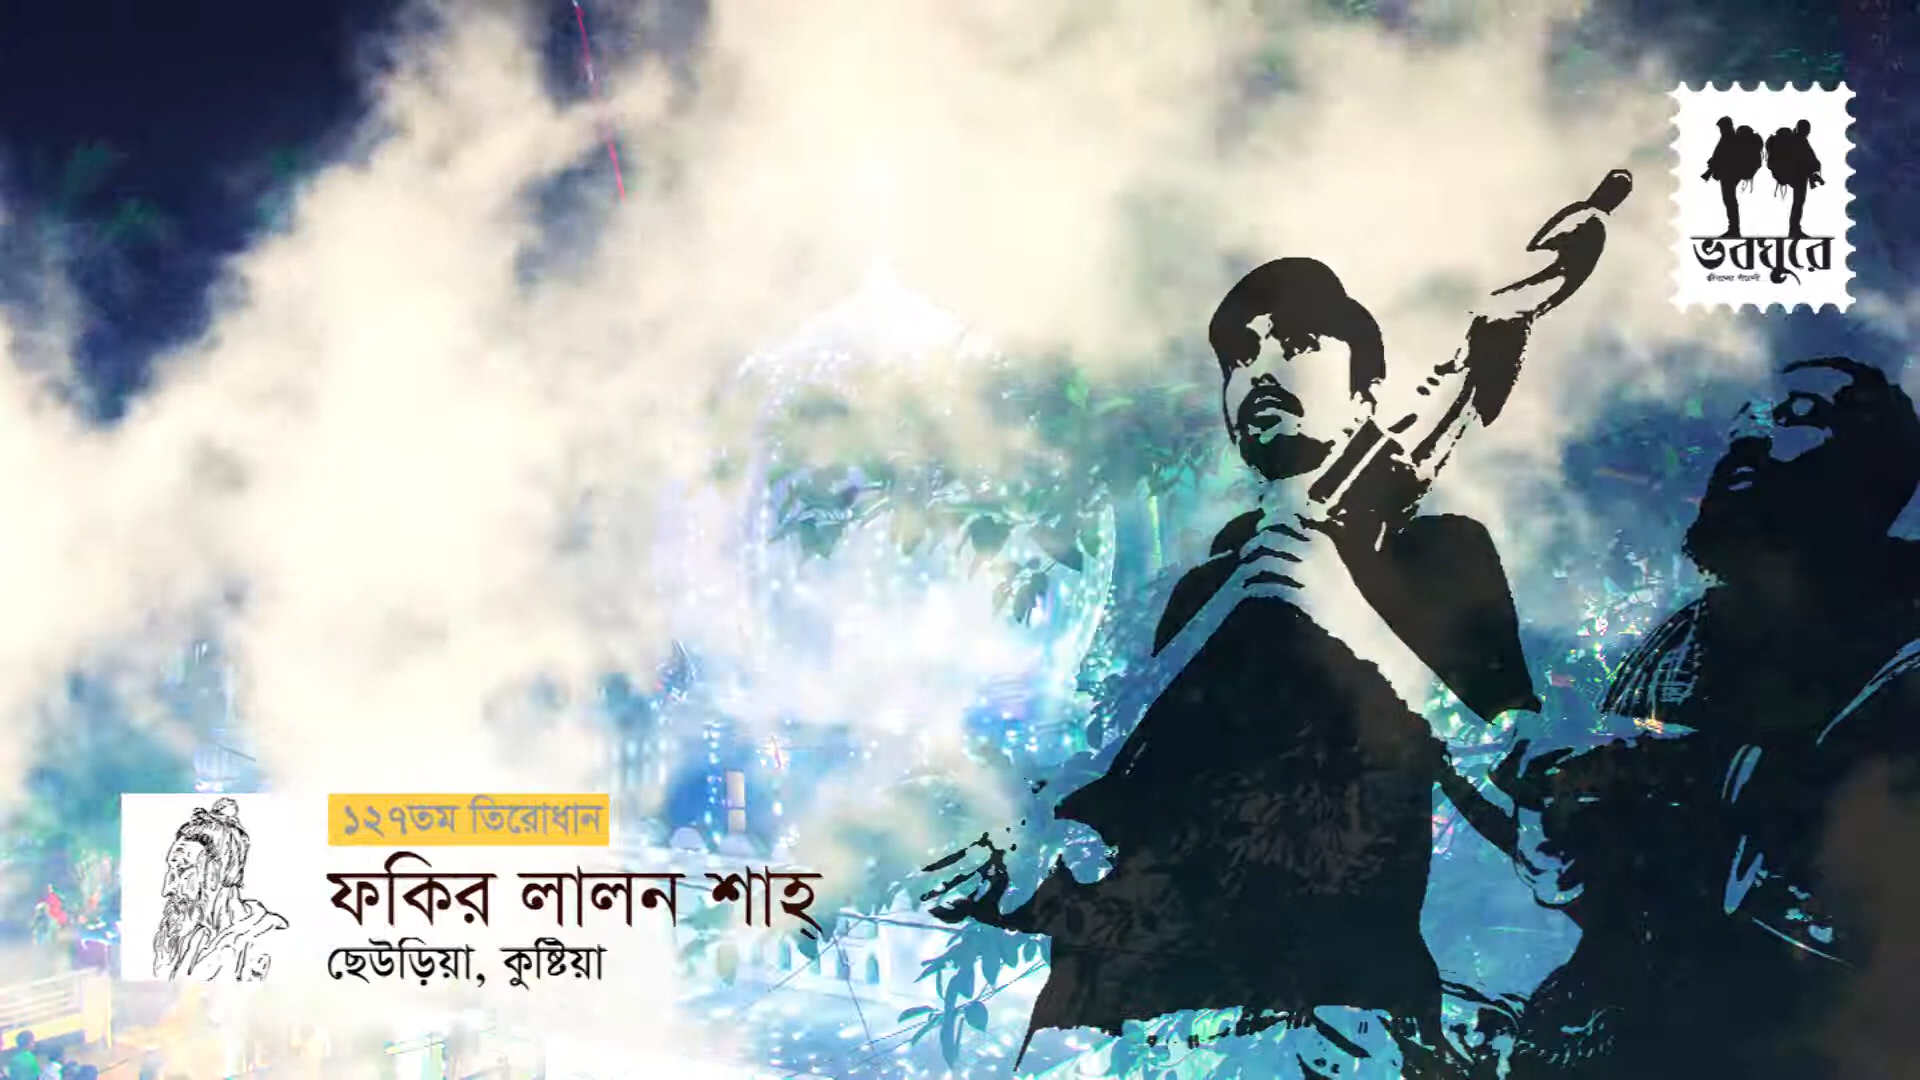 ভবঘুরে
১২৭তম তিরোধান
ফকির লালন শাহ্
ছেউড়িয়া, কুষ্টিয়া